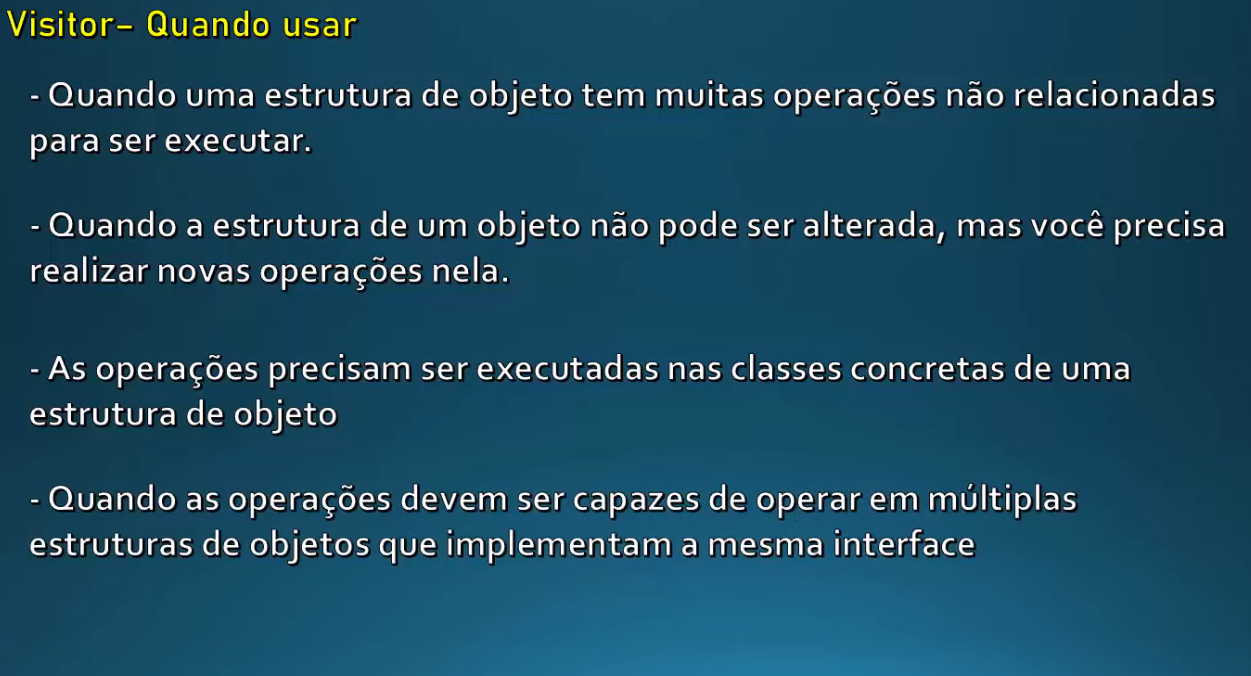 Visitor– Quando usar
- Quando uma estrutura de objeto tem muitas operações não relacionadas
para ser executar.
- Quando a estrutura de um objeto não pode ser alterada, mas você precisa
realizar novas operações nela.
- As operações precisam ser executadas nas classes concretas de uma
estrutura de objeto
- Quando as operações devem ser capazes de operar em múltiplas
estruturas de objetos que implementam a mesma interface